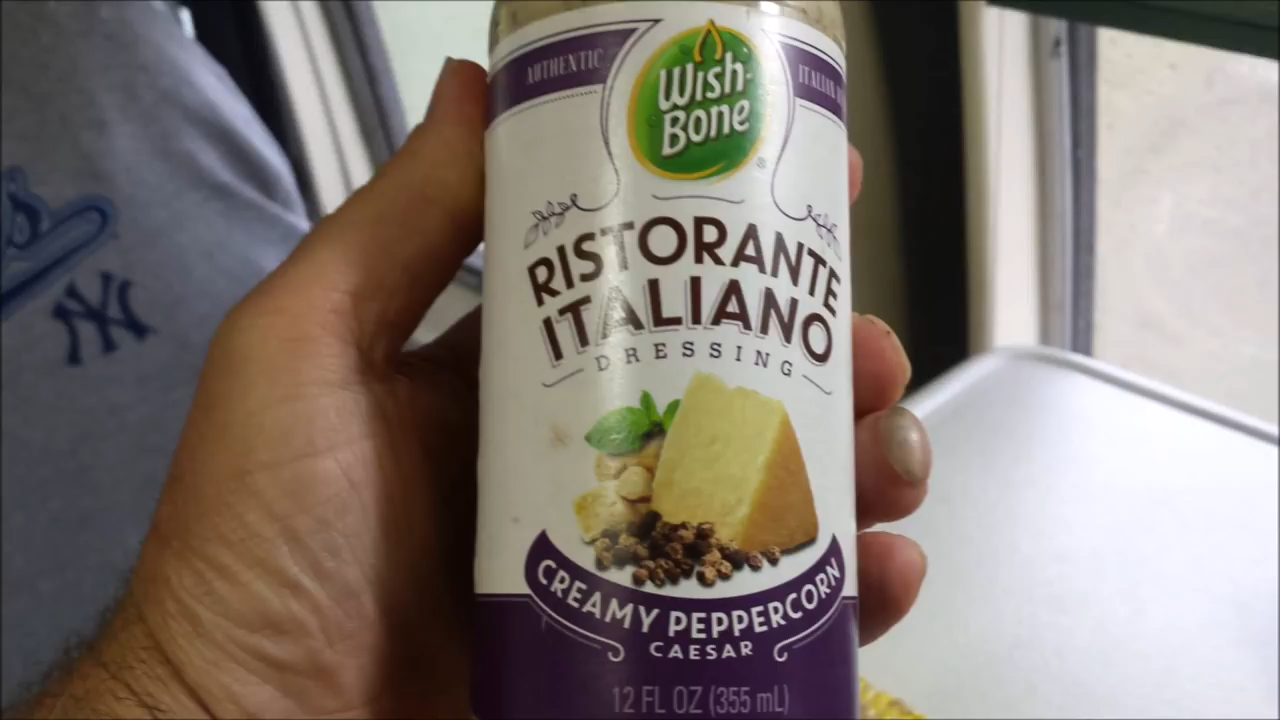 AUTHENTIC
ITALIAN
Wish-
Bone
®
RISTORANTE
ITALIANO
DRESSING
CREAMY PEPPERCORN
CAESAR
12 FL OZ (355 mL)
NY